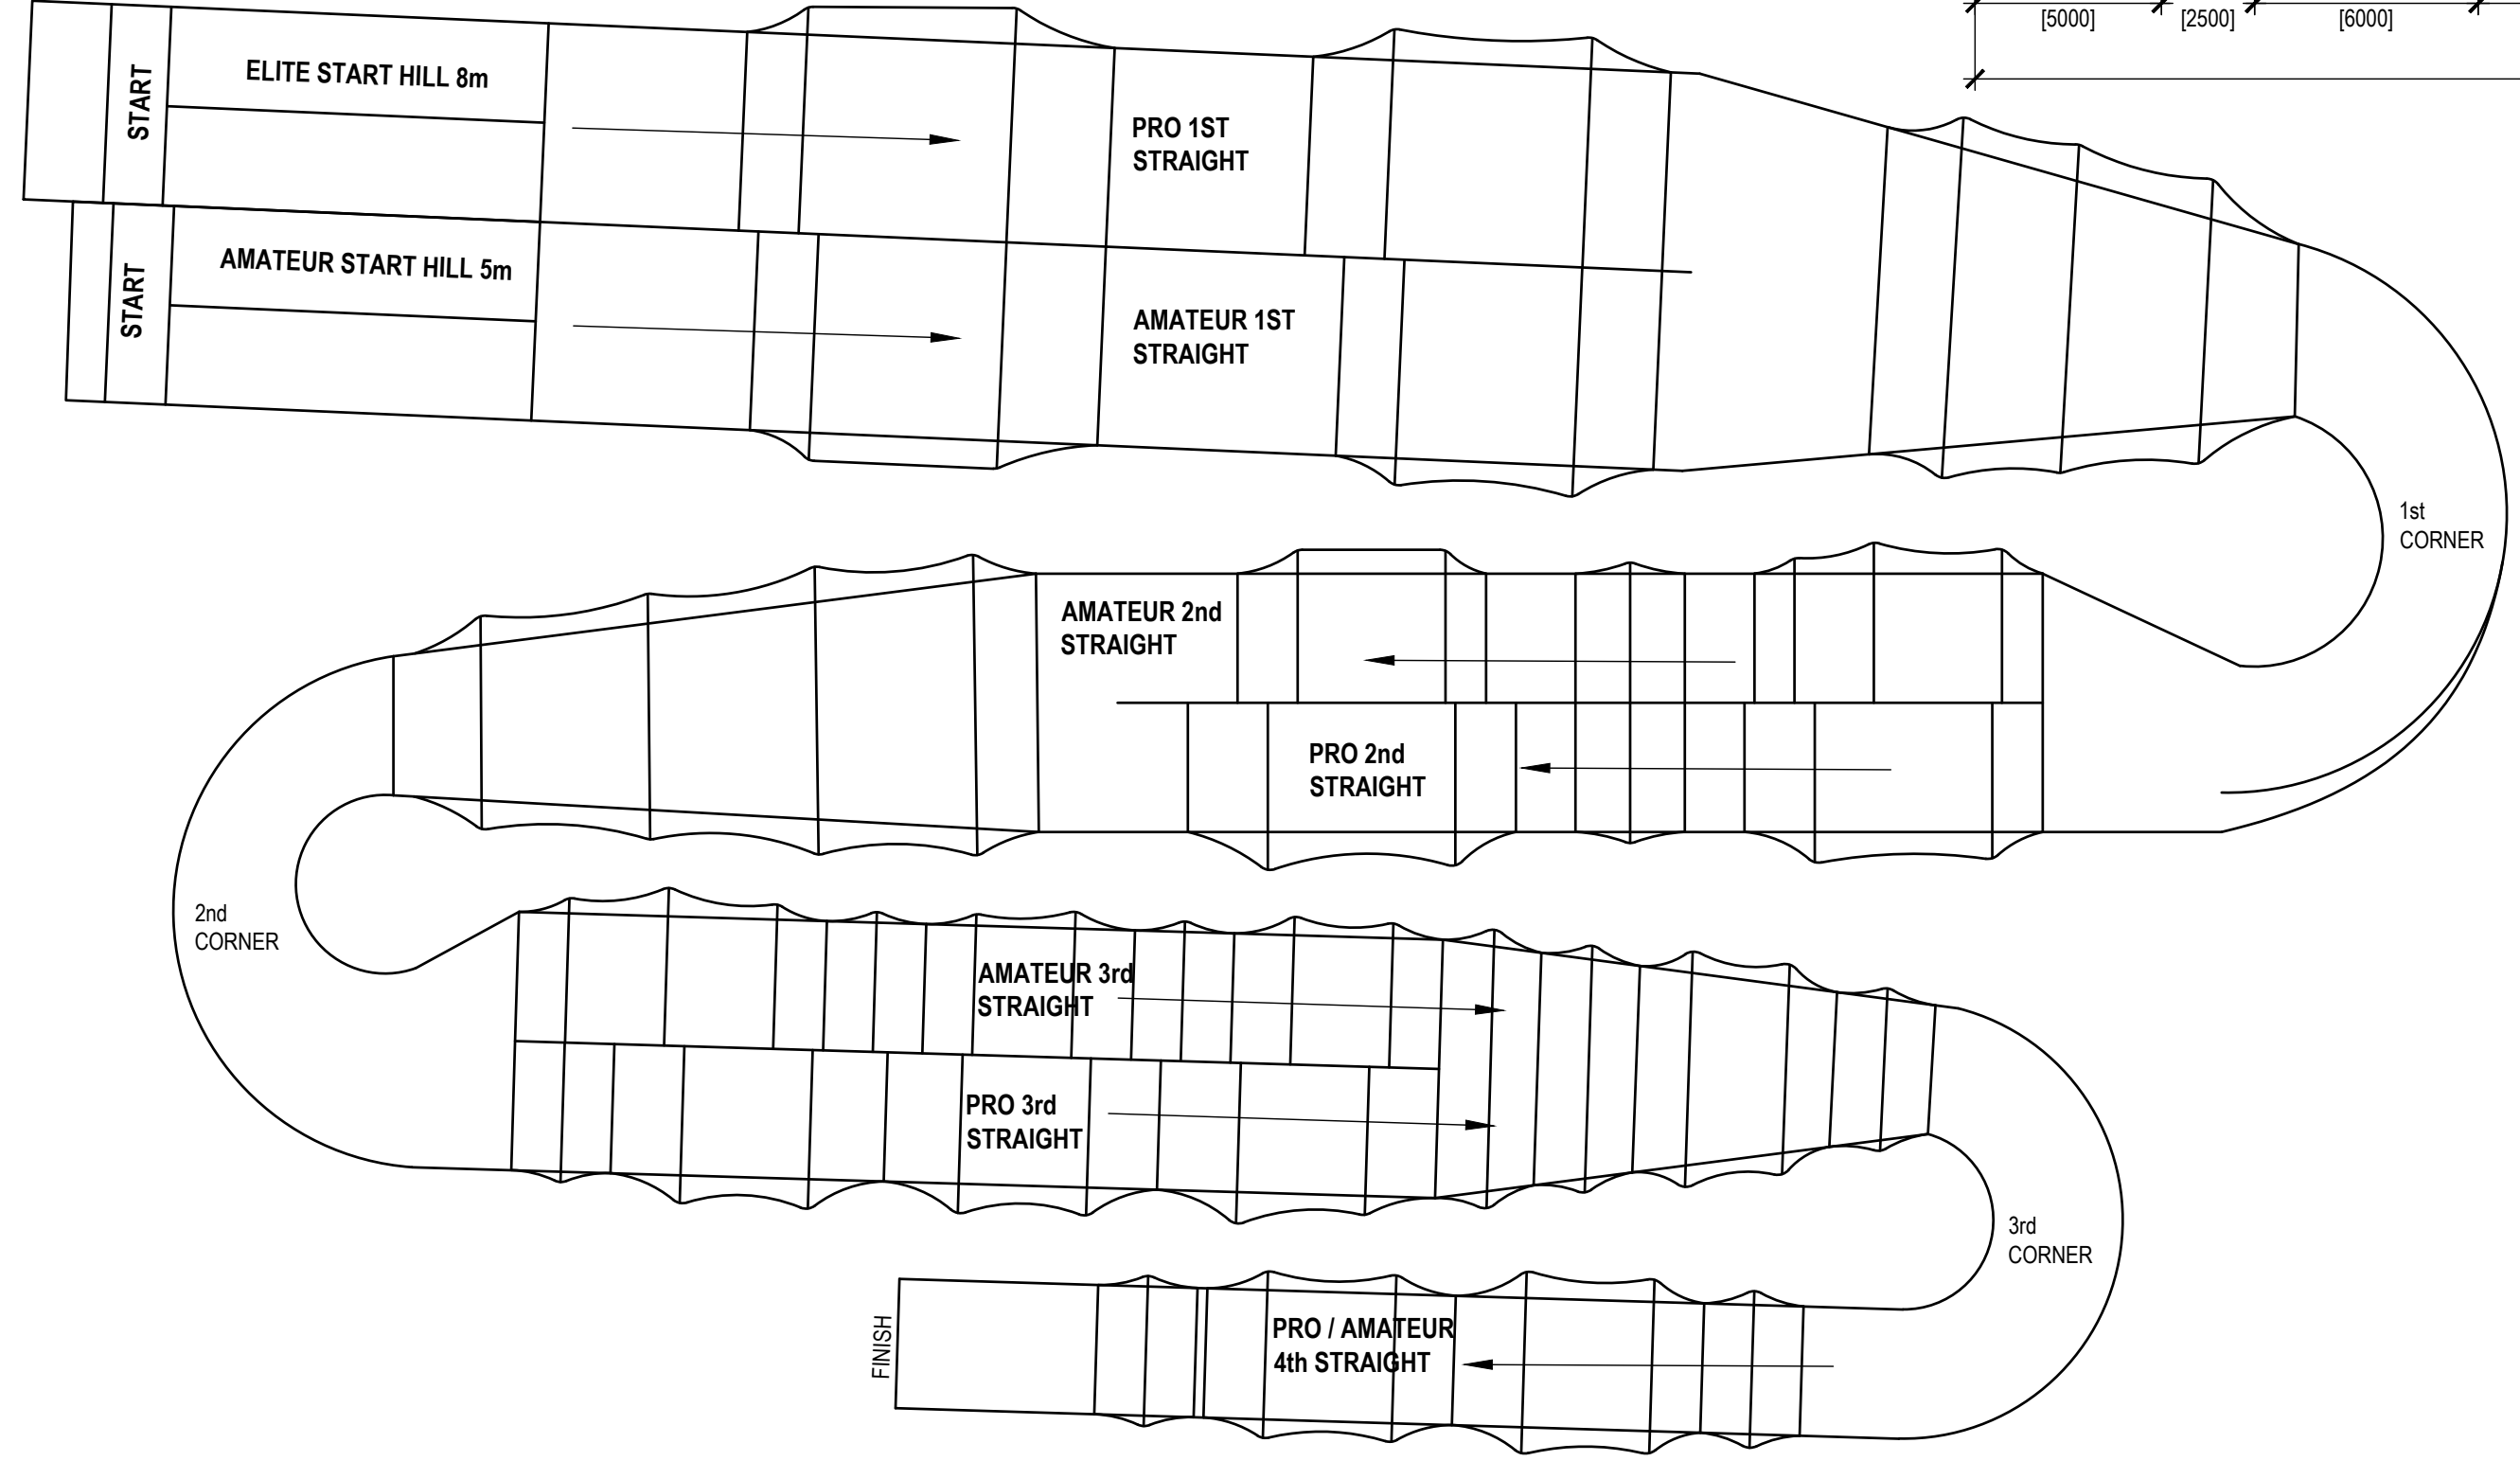 [5000] [2500] [6000]
START
ELITE START HILL 8m
PRO 1ST
STRAIGHT
START
AMATEUR START HILL 5m
AMATEUR 1ST
STRAIGHT
1st
CORNER
AMATEUR 2nd
STRAIGHT
PRO 2nd
STRAIGHT
2nd
CORNER
AMATEUR 3rd
STRAIGHT
PRO 3rd
STRAIGHT
3rd
CORNER
FINISH
PRO / AMATEUR
4th STRAIGHT